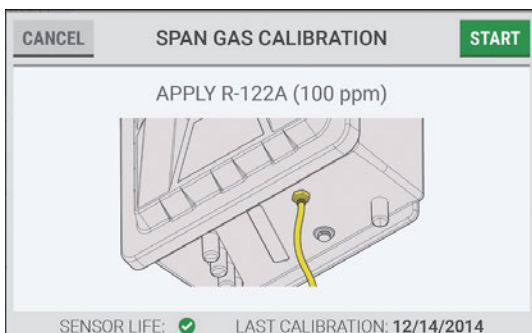 CANCEL SPAN GAS CALIBRATION START
APPLY R-122A (100 ppm)
SENSOR LIFE: LAST CALIBRATION: 12/14/2014